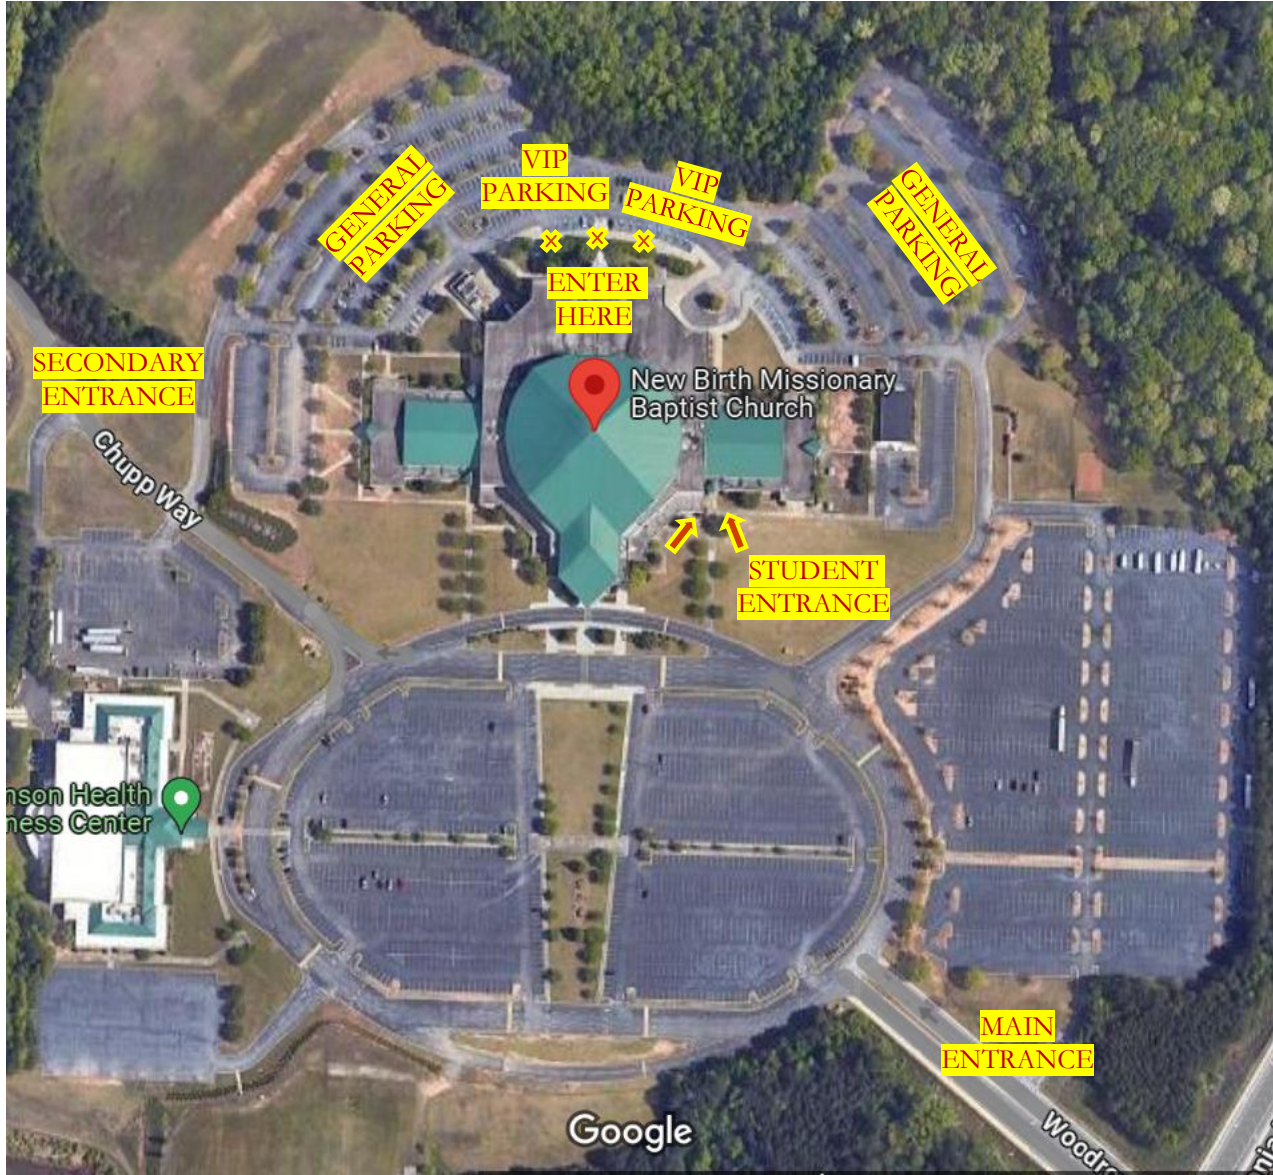 VIP
PARKING
VIP
PARKING
GENERAL
PARKING
GENERAL
PARKING
× × ×
ENTER
HERE
SECONDARY
ENTRANCE
New Birth Missionary
Baptist Church
Chupp Way
STUDENT
ENTRANCE
nson Health
ness Center
MAIN
ENTRANCE
Google
Woodro